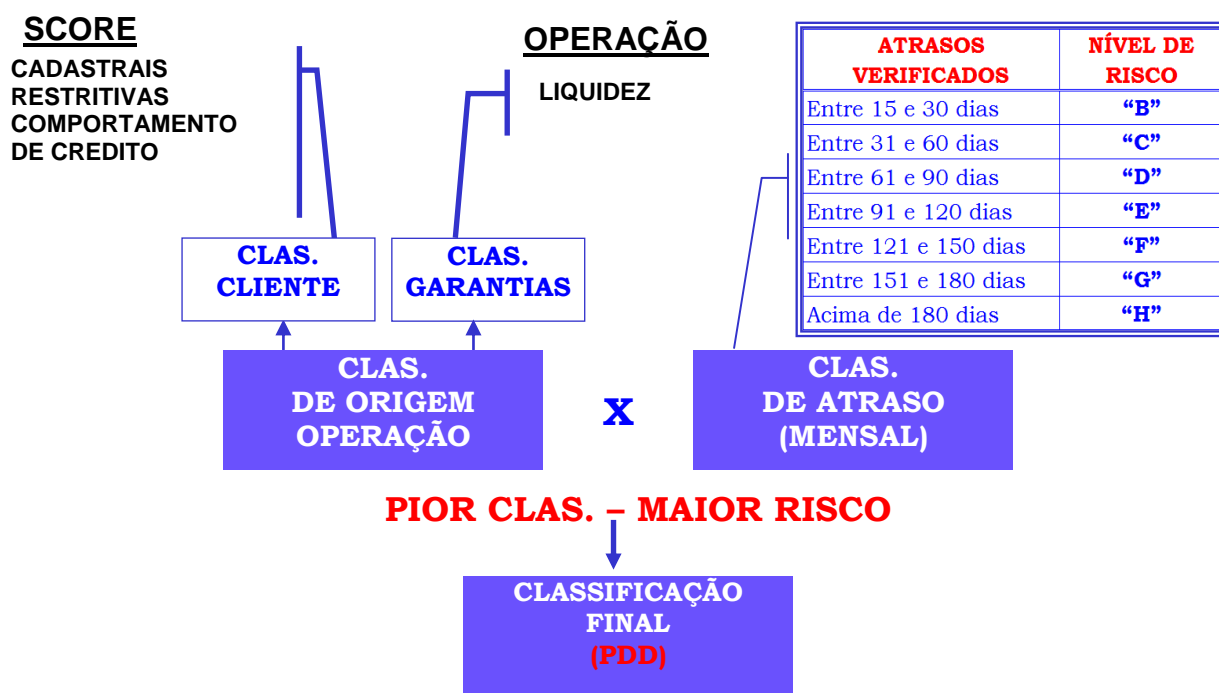 SCORE
CADASTRAIS
RESTRITIVAS
COMPORTAMENTO
DE CREDITO
OPERAÇÃO
LIQUIDEZ
ATRASOS
VERIFICADOS
NÍVEL DE
RISCO
Entre 15 e 30 dias “B”
Entre 31 e 60 dias “C”
Entre 61 e 90 dias “D”
Entre 91 e 120 dias “E”
Entre 121 e 150 dias “F”
Entre 151 e 180 dias “G”
Acima de 180 dias “H”
CLAS.
CLIENTE
CLAS.
GARANTIAS
CLAS.
DE ORIGEM
OPERAÇÃO
X
CLAS.
DE ATRASO
(MENSAL)
PIOR CLAS. – MAIOR RISCO
CLASSIFICAÇÃO
FINAL
(PDD)